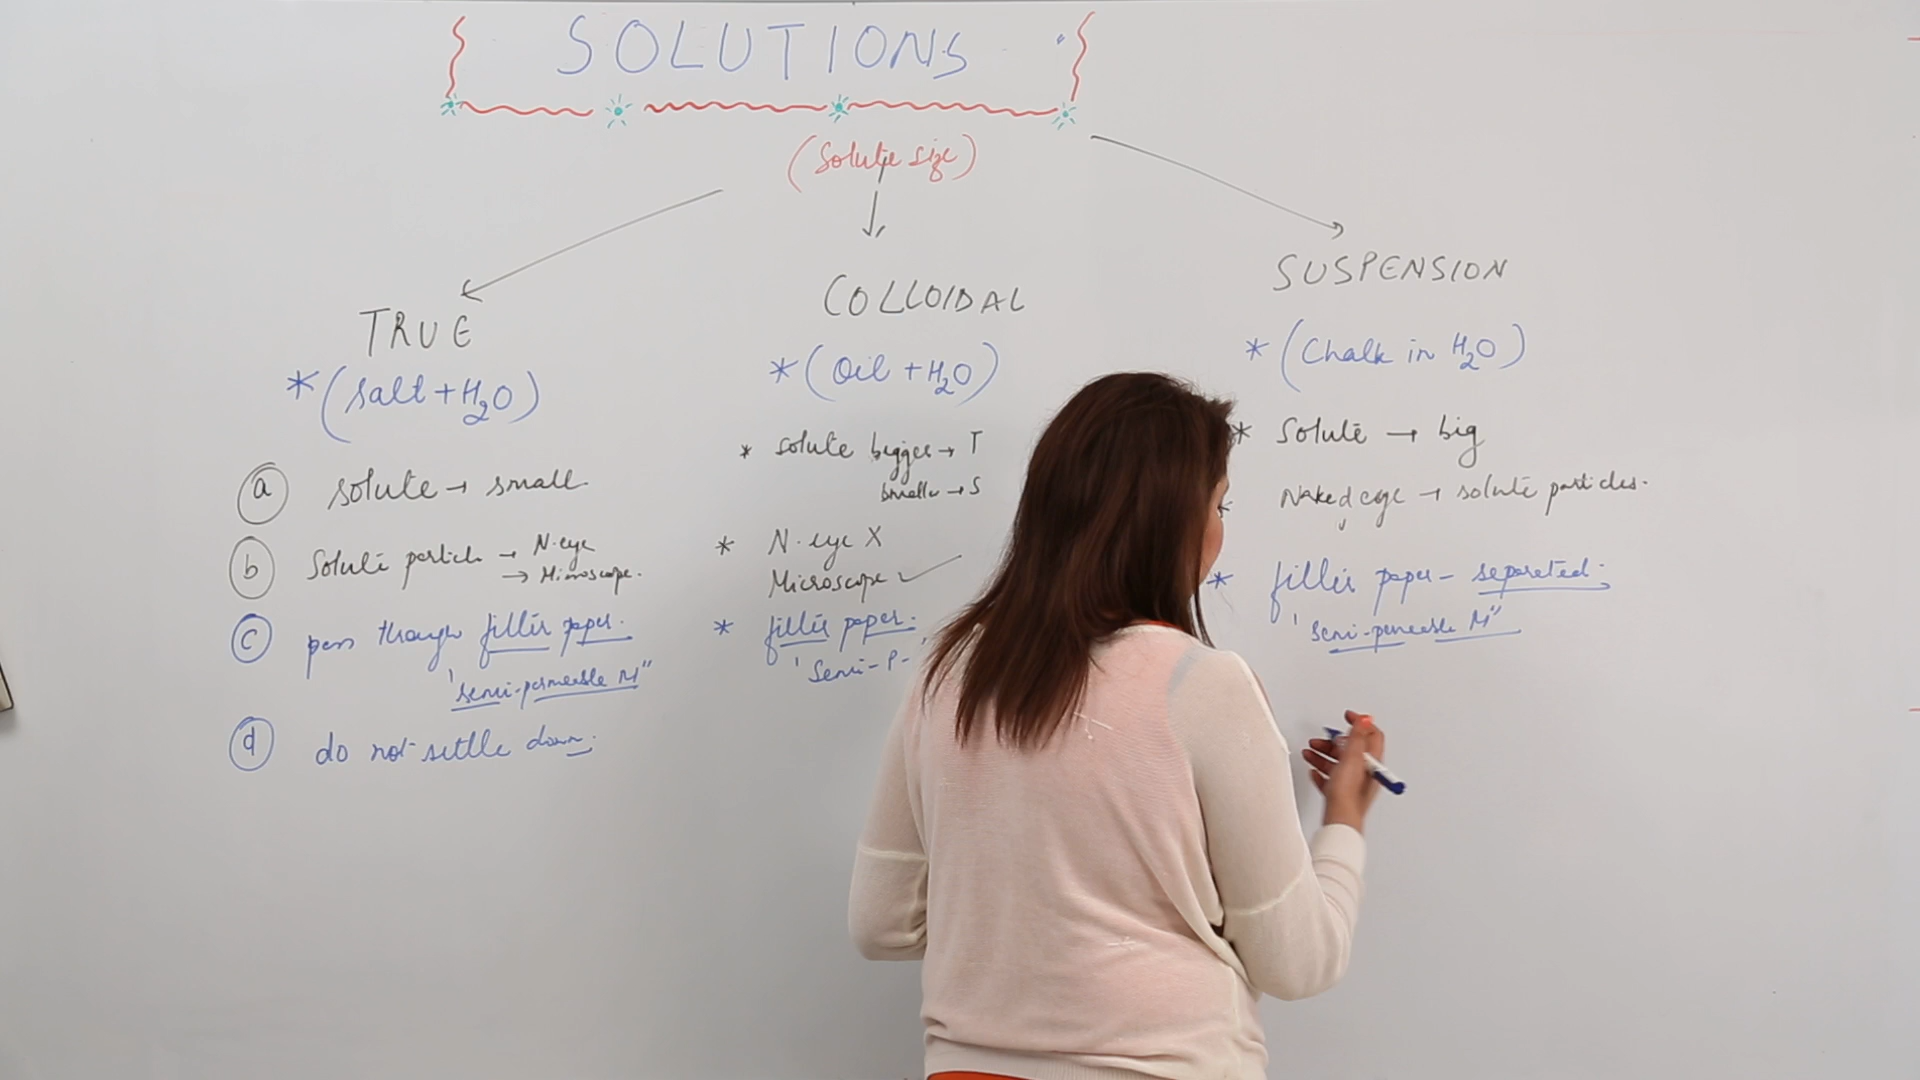 SOLUTIONS
(Solute size)
TRUE
*(Salt + H2O)
a solute → small.
b Solute particle → N.eye
→ Microscope.
c pass through filter paper.
'semi-permeable M"
d do not settle down.
COLLOIDAL
*(Oil + H2O)
* solute bigger → T
smaller → S
* N.eye X
Microscope ✓
* filter paper.
'Semi-P-
SUSPENSION
*(Chalk in H2O)
* Solute → big
Naked eye → solute particles.
* filter paper - separated.
'Semi-permeable M"